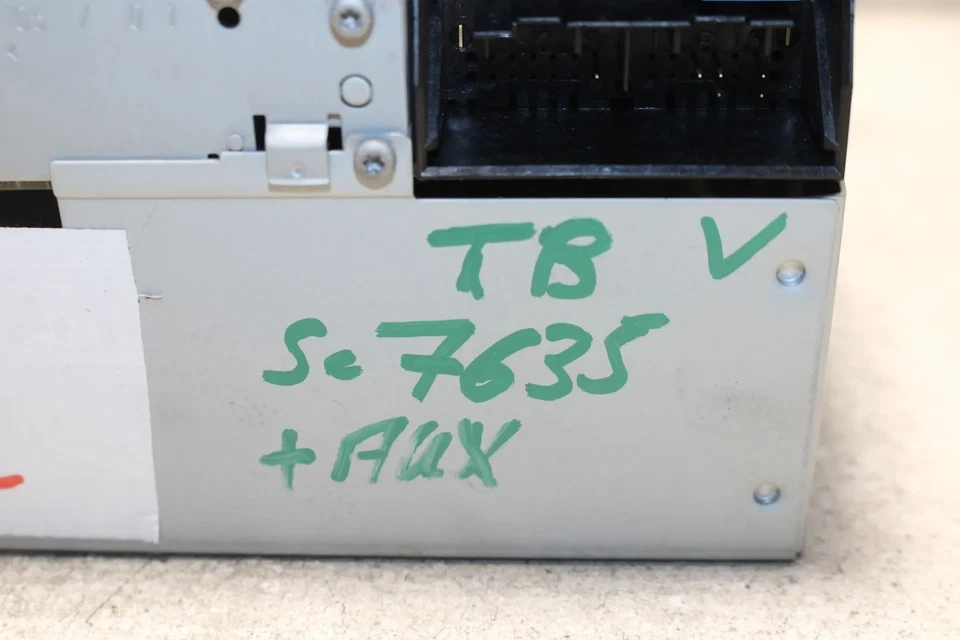 TB V
Sc 7635
+ AUX